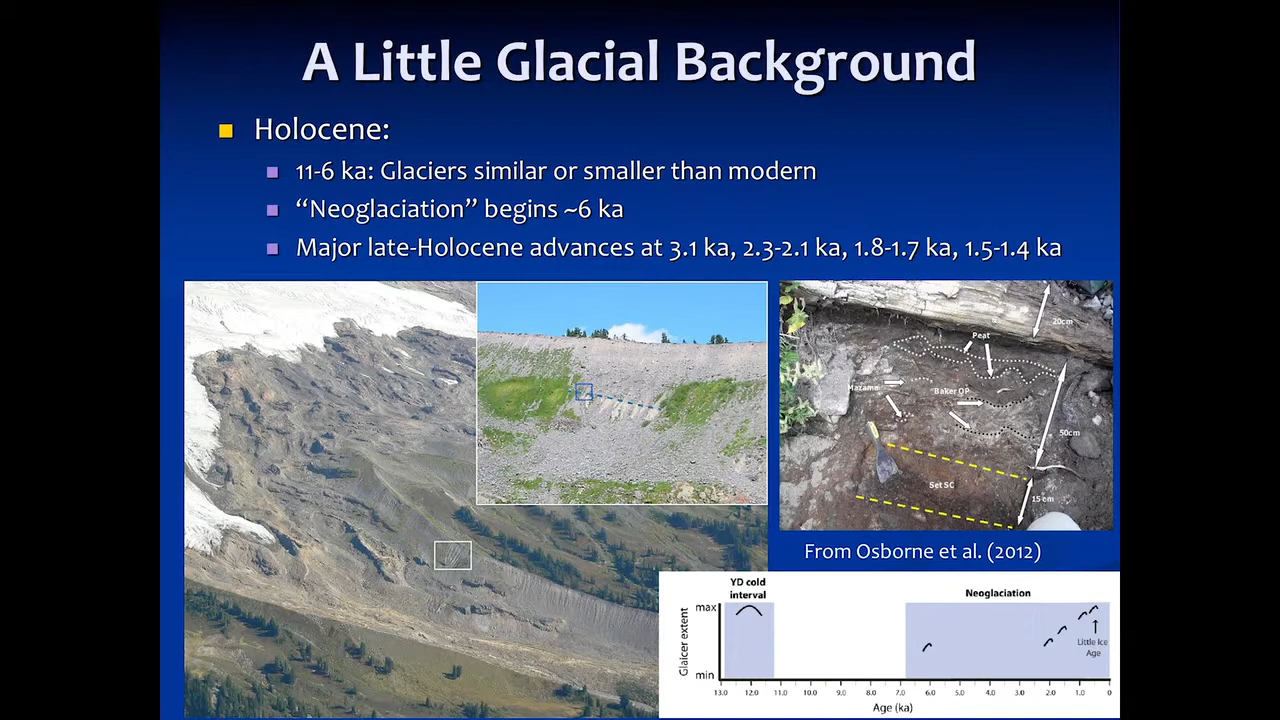 A Little Glacial Background
Holocene:
11-6 ka: Glaciers similar or smaller than modern
“Neoglaciation” begins ~6 ka
Major late-Holocene advances at 3.1 ka, 2.3-2.1 ka, 1.8-1.7 ka, 1.5-1.4 ka
20cm
Peat
Mazama
Baker OP
50cm
Set SC
15 cm
From Osborne et al. (2012)
YD cold
interval
Neoglaciation
max
Glaicer extent
Little Ice
Age
min
13.0 12.0 11.0 10.0 9.0 8.0 7.0 6.0 5.0 4.0 3.0 2.0 1.0 0
Age (ka)